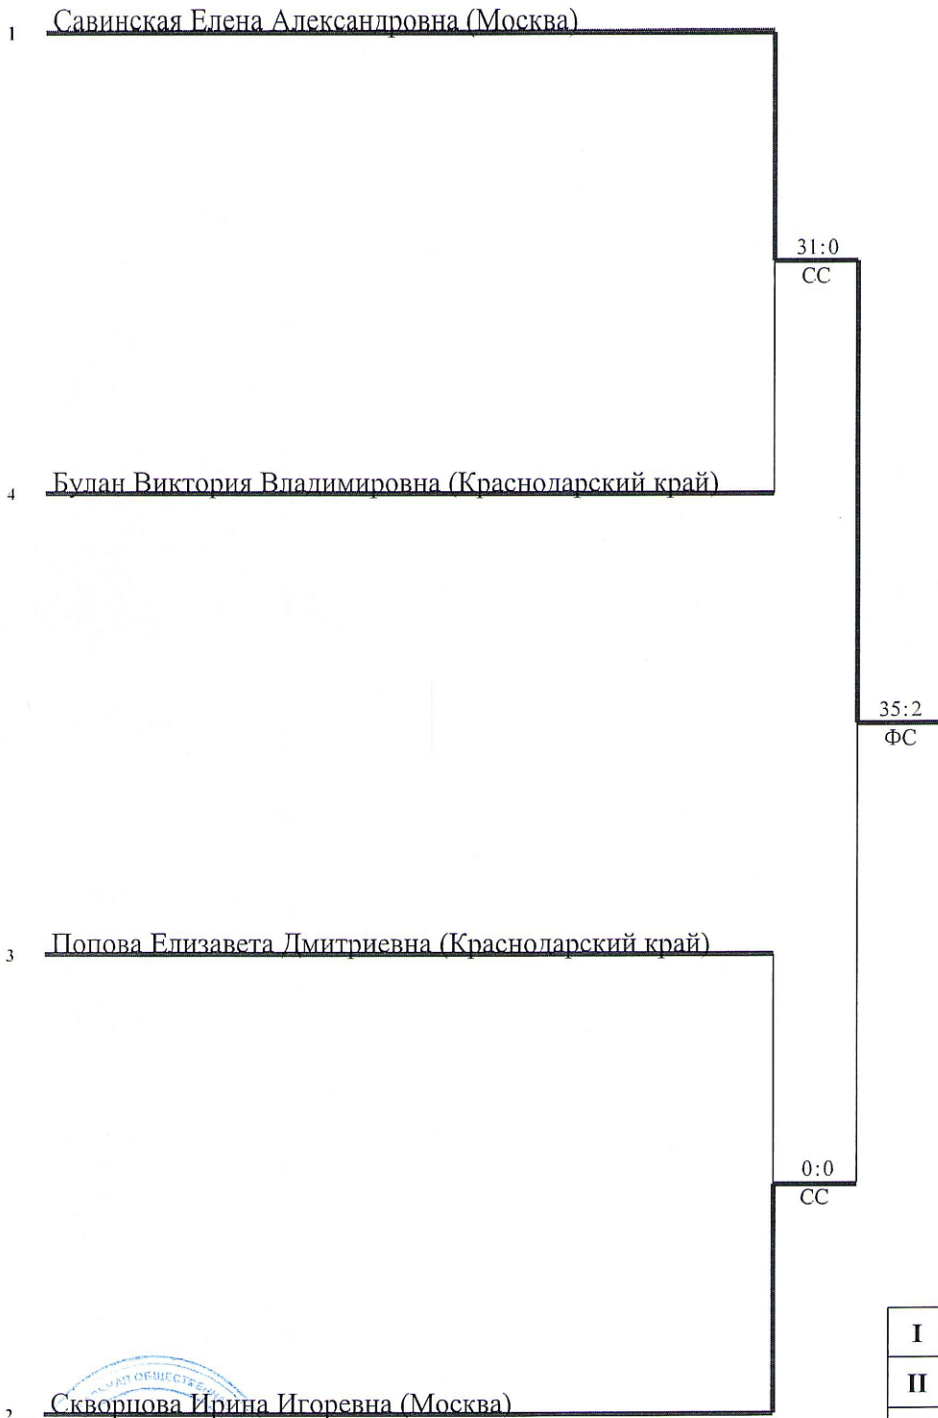 1 Савинская Елена Александровна (Москва)
31:0
СС
4 Булан Виктория Владимировна (Краснодарский край)
35:2
ФС
3 Попова Елизавета Дмитриевна (Краснодарский край)
0:0
СС
I
II
ОБЩЕСТВЕННАЯ
2 Скворцова Ирина Игоревна (Москва)